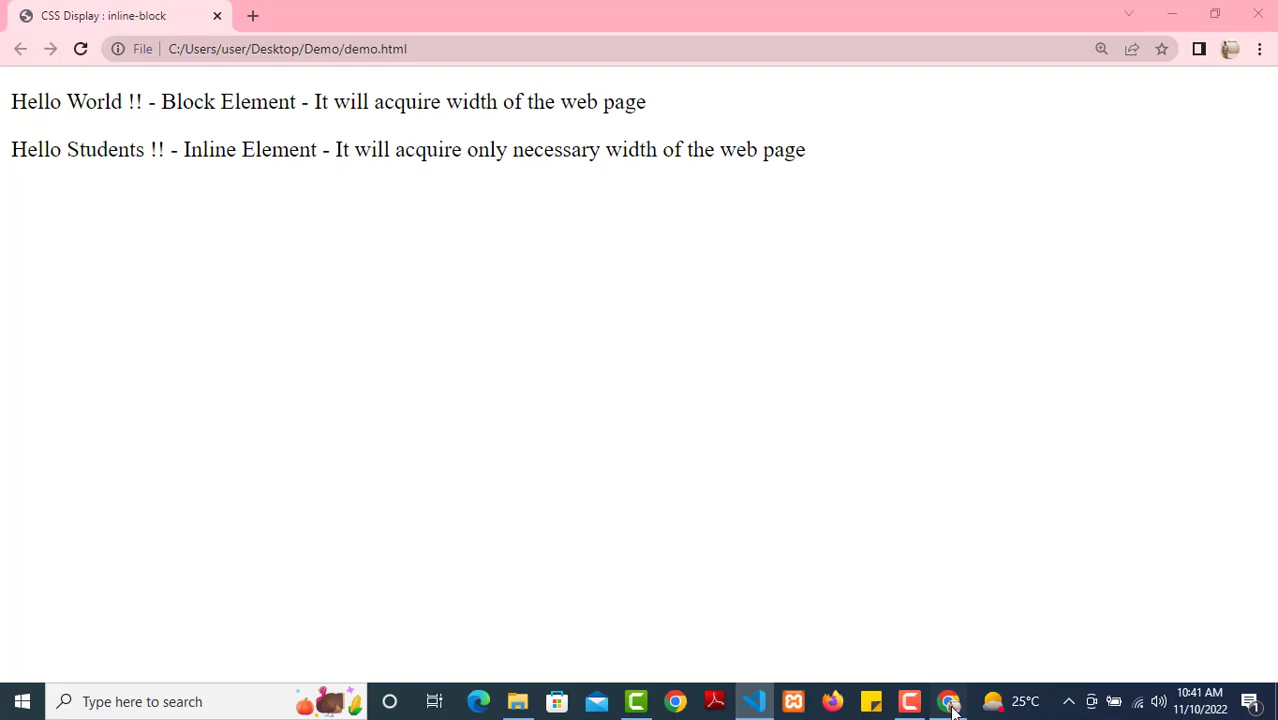 CSS Display : inline-block
File
C:/Users/user/Desktop/Demo/demo.html
Hello World !! - Block Element - It will acquire width of the web page
Hello Students !! - Inline Element - It will acquire only necessary width of the web page
Type here to search
25°C
10:41 AM
11/10/2022
1